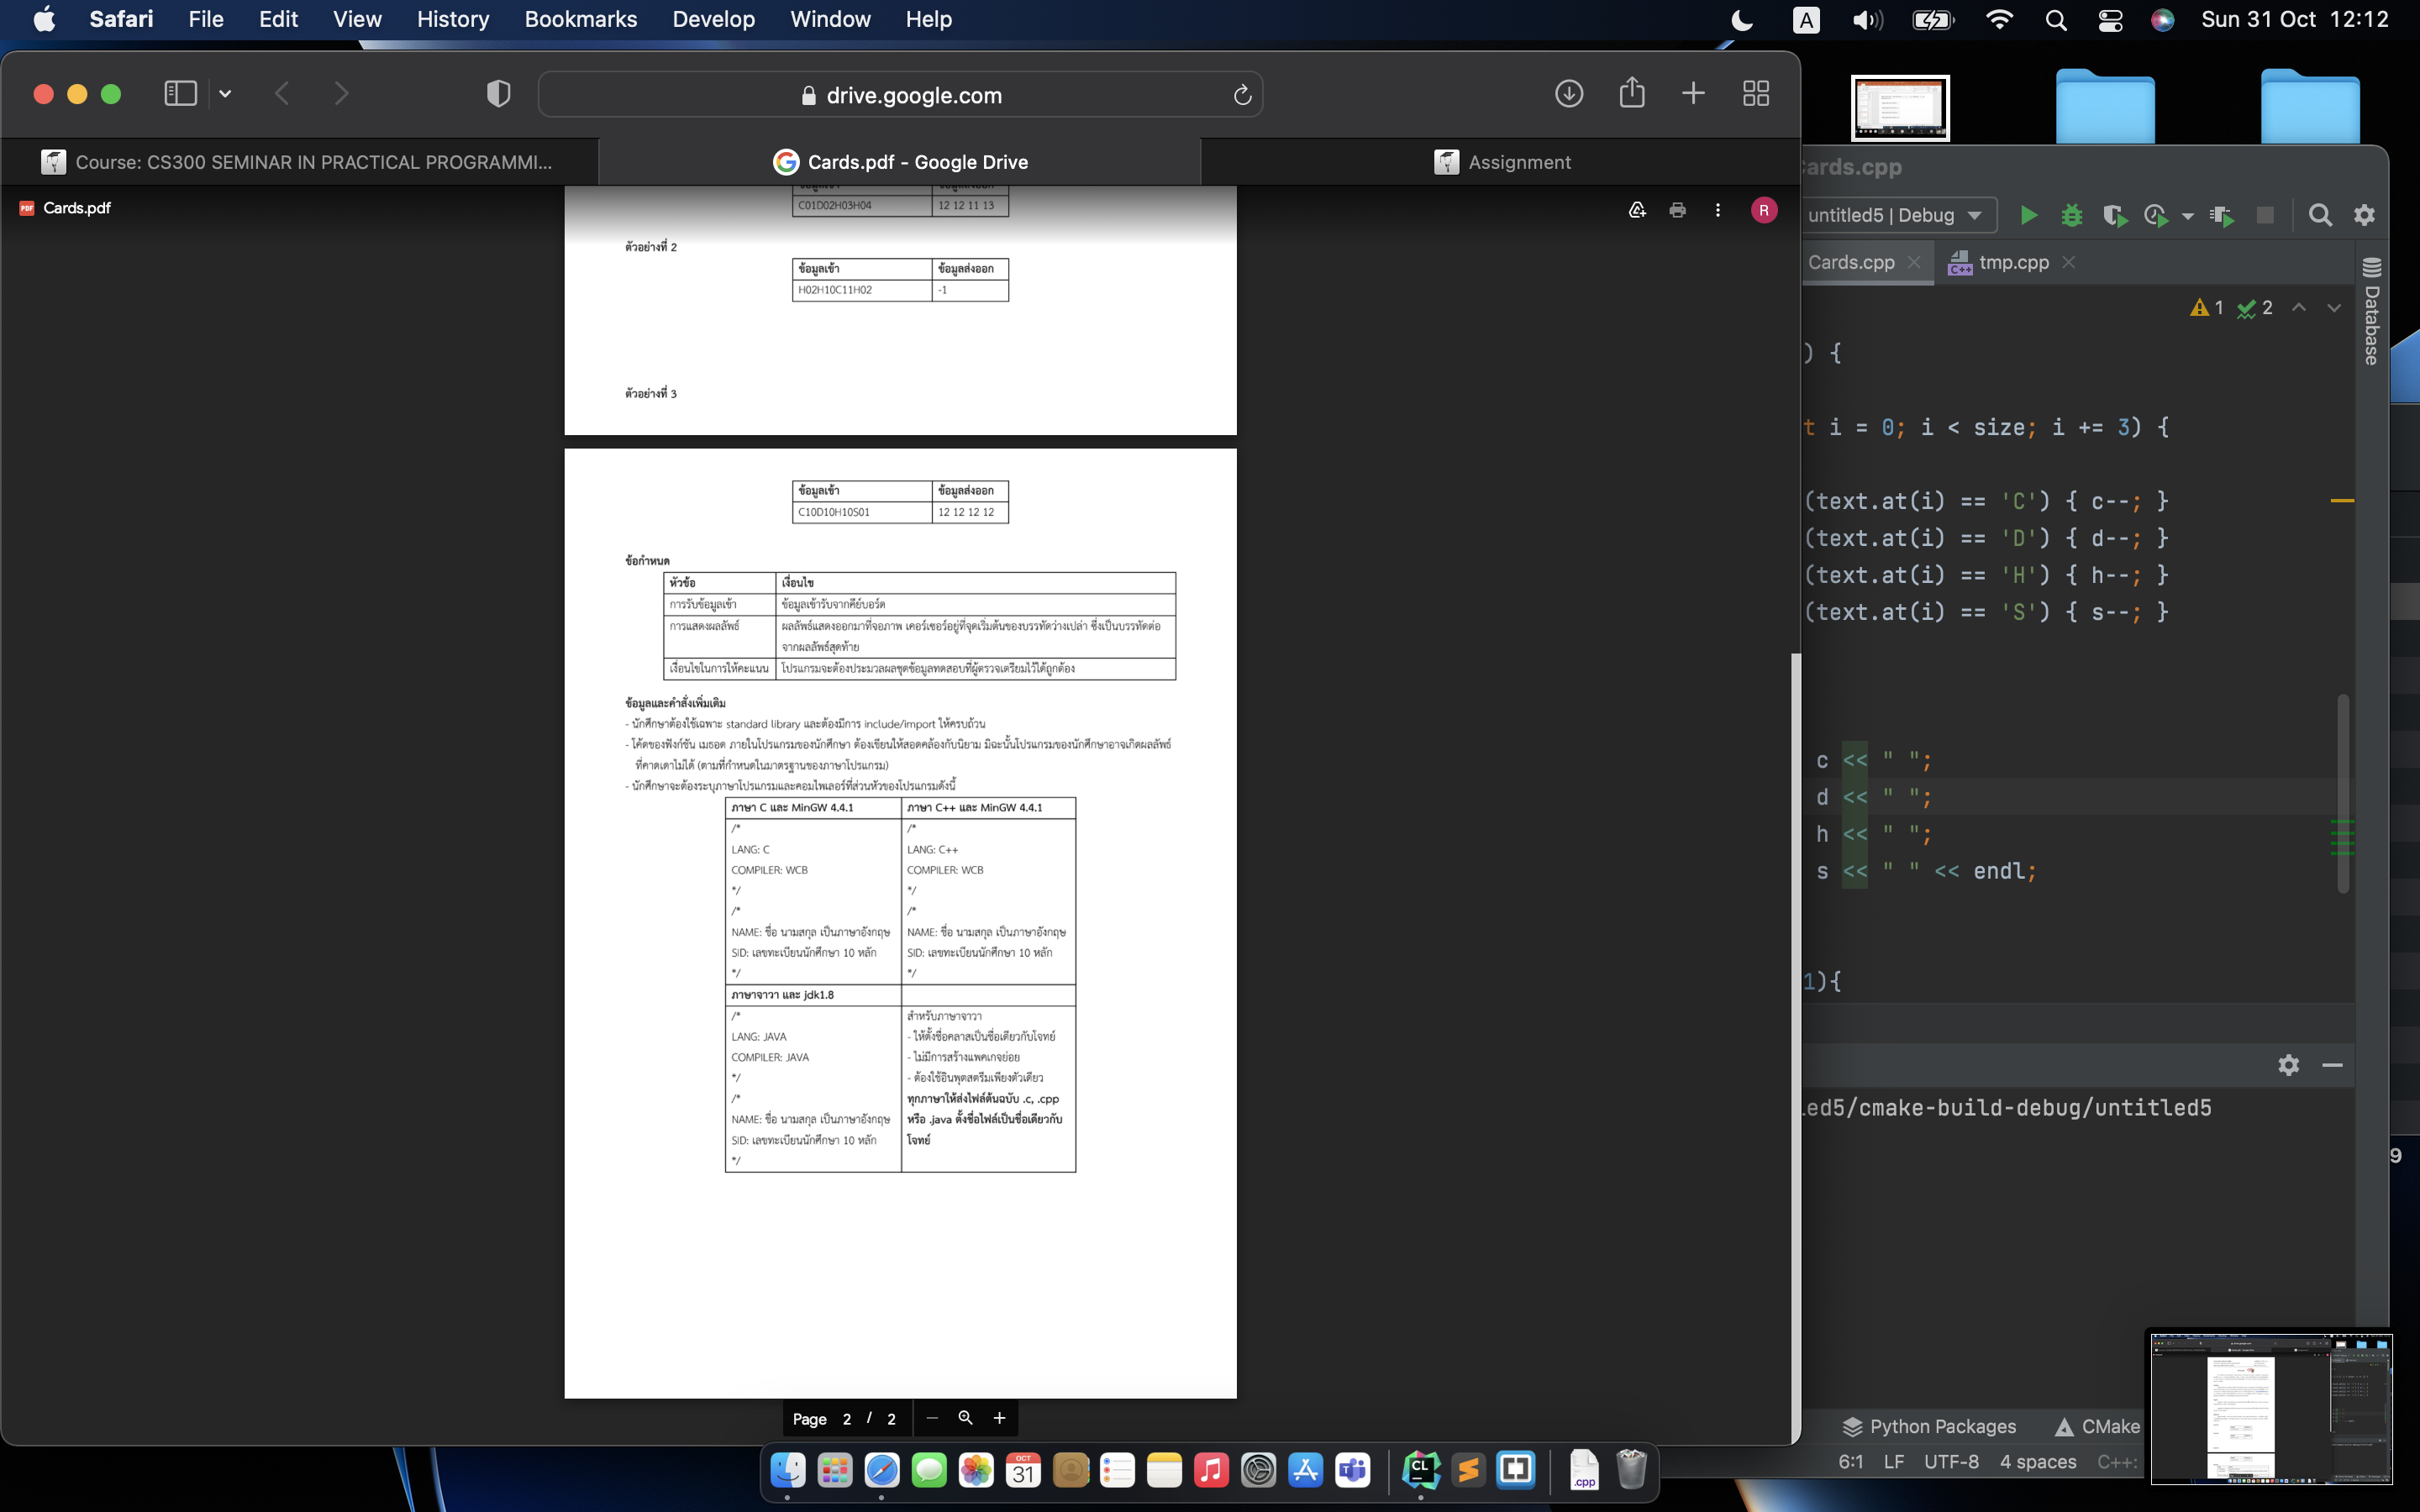 Safari File Edit View History Bookmarks Develop Window Help
A
Sun 31 Oct 12:12
drive.google.com
Course: CS300 SEMINAR IN PRACTICAL PROGRAMMI...
Cards.pdf - Google Drive
Assignment
PDF Cards.pdf
R
C01D02H03H04 12 12 11 13
ตัวอย่างที่ 2
ข้อมูลเข้า ข้อมูลส่งออก
H02H10C11H02 -1
ตัวอย่างที่ 3
ข้อมูลเข้า ข้อมูลส่งออก
C10D10H10S01 12 12 12 12
ข้อกำหนด
หัวข้อ เงื่อนไข
การรับข้อมูลเข้า ข้อมูลเข้ารับจากคีย์บอร์ด
การแสดงผลลัพธ์ ผลลัพธ์แสดงออกมาที่จอภาพ เคอร์เซอร์อยู่ที่จุดเริ่มต้นของบรรทัดว่างเปล่า ซึ่งเป็นบรรทัดต่อ
จากผลลัพธ์สุดท้าย
เงื่อนไขในการให้คะแนน โปรแกรมจะต้องประมวลผลชุดข้อมูลทดสอบที่ผู้ตรวจเตรียมไว้ได้ถูกต้อง
ข้อมูลและคำสั่งเพิ่มเติม
- นักศึกษาต้องใช้เฉพาะ standard library และต้องมีการ include/import ให้ครบถ้วน
- โค้ดของฟังก์ชัน เมธอด ภายในโปรแกรมของนักศึกษา ต้องเขียนให้สอดคล้องกับนิยาม มิฉะนั้นโปรแกรมของนักศึกษาอาจเกิดผลลัพธ์
ที่คาดเดาไม่ได้ (ตามที่กำหนดในมาตรฐานของภาษาโปรแกรม)
- นักศึกษาจะต้องระบุภาษาโปรแกรมและคอมไพเลอร์ที่ส่วนหัวของโปรแกรมดังนี้
ภาษา C และ MinGW 4.4.1 ภาษา C++ และ MinGW 4.4.1
/* /*
LANG: C LANG: C++
COMPILER: WCB COMPILER: WCB
*/ */
/* /*
NAME: ชื่อ นามสกุล เป็นภาษาอังกฤษ NAME: ชื่อ นามสกุล เป็นภาษาอังกฤษ
SID: เลขทะเบียนนักศึกษา 10 หลัก SID: เลขทะเบียนนักศึกษา 10 หลัก
*/ */
ภาษาจาวา และ jdk1.8
/* สำหรับภาษาจาวา
LANG: JAVA - ให้ตั้งชื่อคลาสเป็นชื่อเดียวกับโจทย์
COMPILER: JAVA - ไม่มีการสร้างแพคเกจย่อย
*/ - ต้องใช้อินพุตสตรีมเพียงตัวเดียว
/* ทุกภาษาให้ส่งไฟล์ต้นฉบับ .c, .cpp
NAME: ชื่อ นามสกุล เป็นภาษาอังกฤษ หรือ .java ตั้งชื่อไฟล์เป็นชื่อเดียวกับ
SID: เลขทะเบียนนักศึกษา 10 หลัก โจทย์
*/
Page 2 / 2
ards.cpp
untitled5 | Debug
Cards.cpp
tmp.cpp
1 2
Database
) {
t i = 0; i < size; i += 3) {
(text.at(i) == 'C') { c--; }
(text.at(i) == 'D') { d--; }
(text.at(i) == 'H') { h--; }
(text.at(i) == 'S') { s--; }
c << " ";
d << " ";
h << " ";
s << " " << endl;
1){
ed5/cmake-build-debug/untitled5
9
Python Packages CMake
6:1 LF UTF-8 4 spaces C++:
OCT
31
CL
.cpp